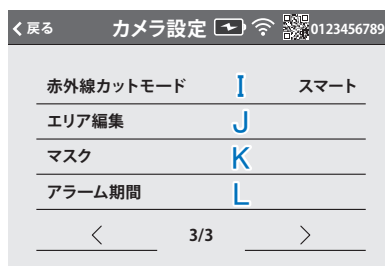 戻る カメラ設定 0123456789
赤外線カットモード I スマート
エリア編集 J
マスク K
アラーム期間 L
3/3